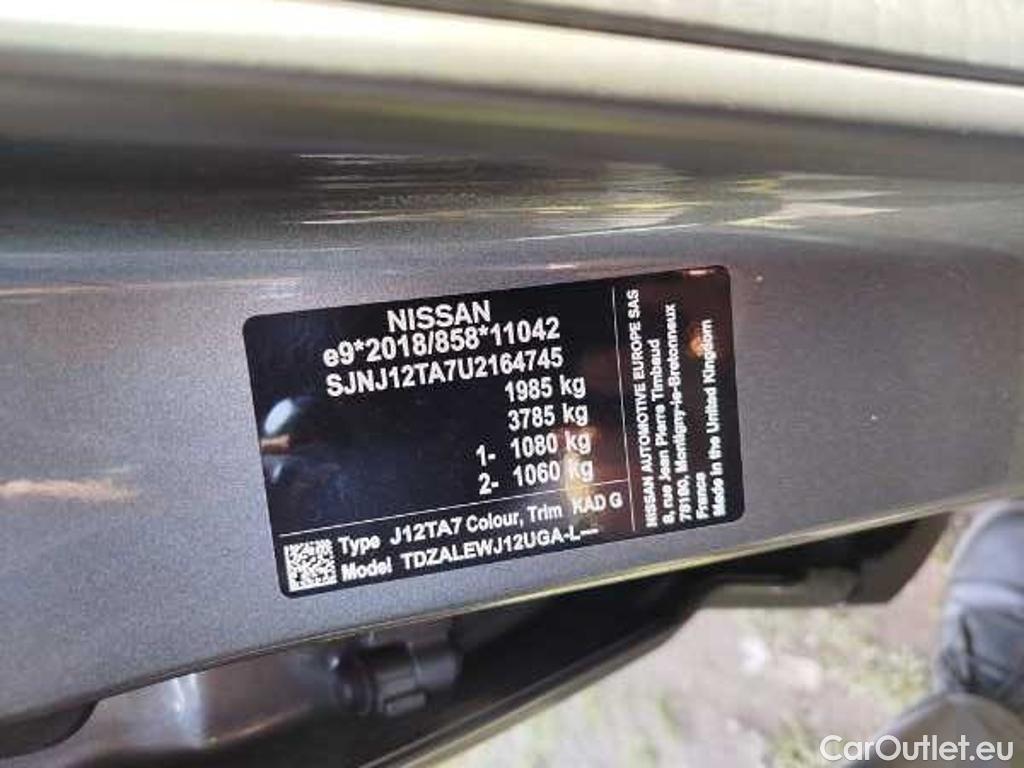 NISSAN
e9*2018/858*11042
SJNJ12TA7U2164745
1985 kg
3785 kg
1- 1080 kg
2- 1060 kg
Type J12TA7 Colour, Trim KAD G
Model TDZALEWJ12UGA-L—
NISSAN AUTOMOTIVE EUROPE SAS
8, rue Jean Pierre Timbaud
78180, Montigny-le-Bretonneux
France
Made in the United Kingdom
CarOutlet.eu